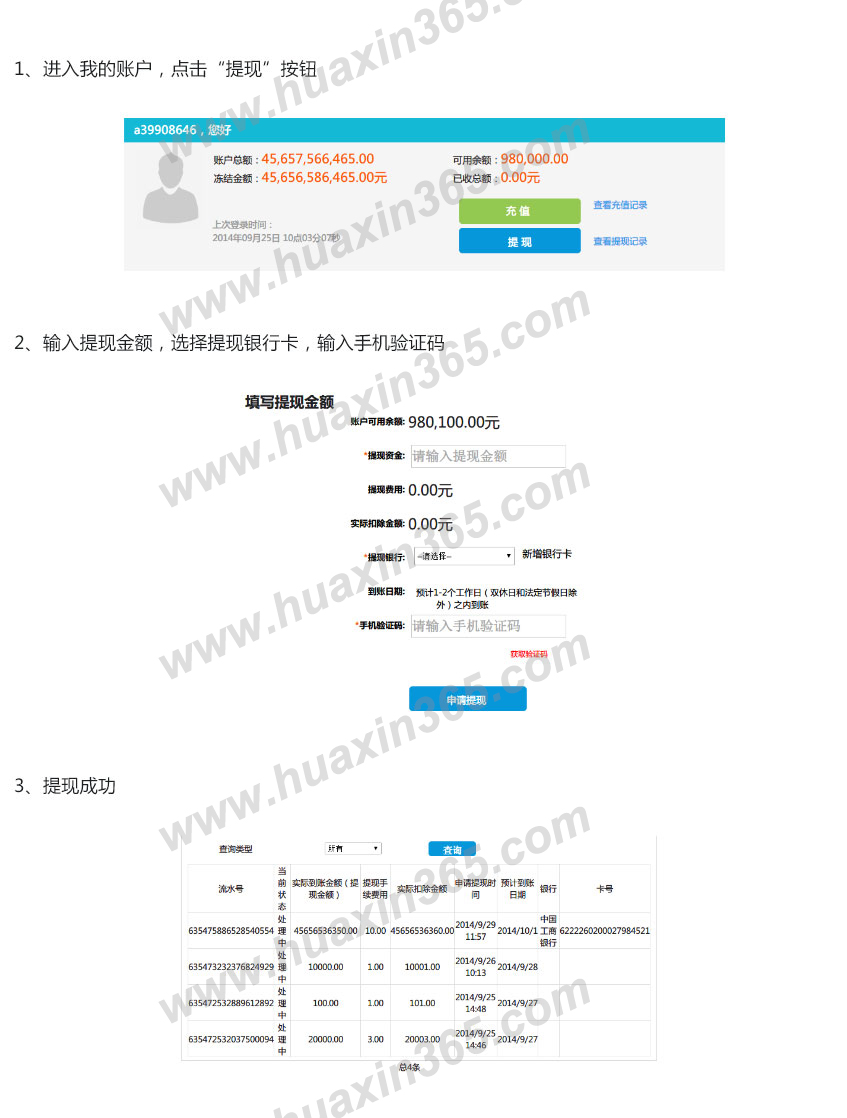 www.huaxin365.com
1、进入我的账户，点击“提现”按钮
a39908646，您好
账户总额：45,657,566,465.00
可用余额：980,000.00
冻结金额：45,656,586,465.00元
已收总额：0.00元
充值
查看充值记录
上次登录时间：
2014年09月25日 10点03分07秒
提现
查看提现记录
www.huaxin365.com
2、输入提现金额，选择提现银行卡，输入手机验证码
填写提现金额
账户可用余额: 980,100.00元
*提现资金: 请输入提现金额
www.huaxin365.com
提现费用: 0.00元
实际扣除金额: 0.00元
*提现银行: --请选择-- 新增银行卡
到账日期: 预计1-2个工作日（双休日和法定节假日除
外）之内到账
*手机验证码: 请输入手机验证码
获取验证码
www.huaxin365.com
申请提现
3、提现成功
www.huaxin365.com
查询类型 所有 查询
流水号 当前状态 实际到账金额（提现金额） 提现手续费用 实际扣除金额 申请提现时间 预计到账日期 银行 卡号
635475886528540554 处理中 45656536350.00 10.00 45656536360.00 2014/9/29 11:57 2014/10/1 中国工商银行 6222260200027984521
635473232376824929 处理中 10000.00 1.00 10001.00 2014/9/26 10:13 2014/9/28
635472532889612892 处理中 100.00 1.00 101.00 2014/9/25 14:48 2014/9/27
635472532037500094 处理中 20000.00 3.00 20003.00 2014/9/25 14:46 2014/9/27
www.huaxin365.com
总4条
www.huaxin365.com